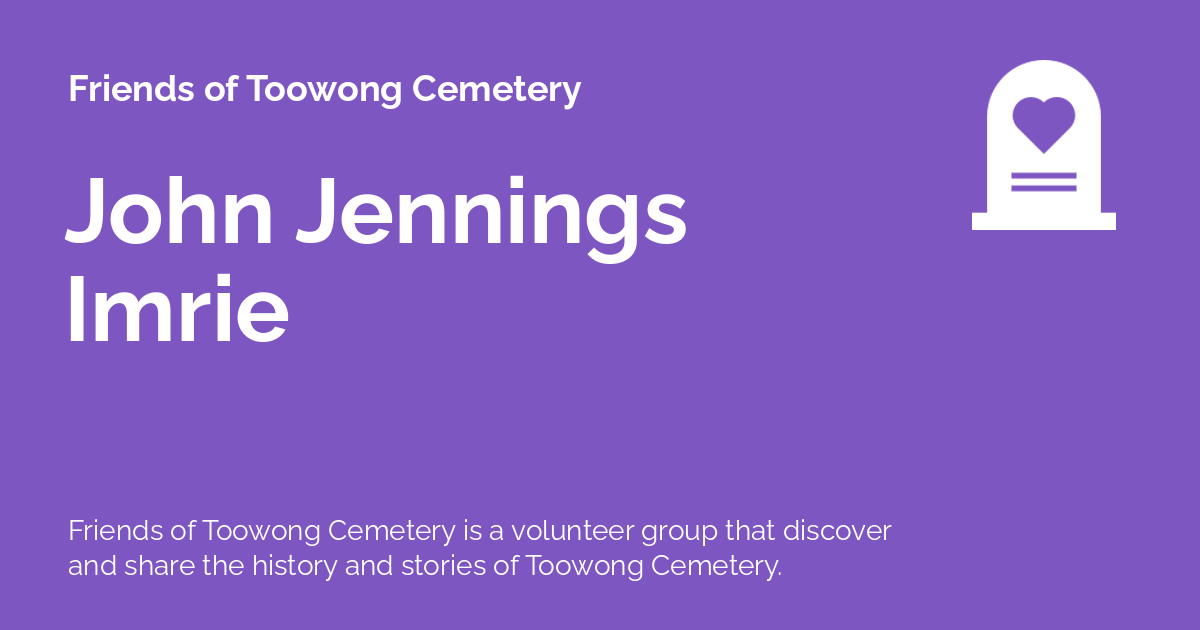 Friends of Toowong Cemetery
John Jennings
Imrie
Friends of Toowong Cemetery is a volunteer group that discover
and share the history and stories of Toowong Cemetery.